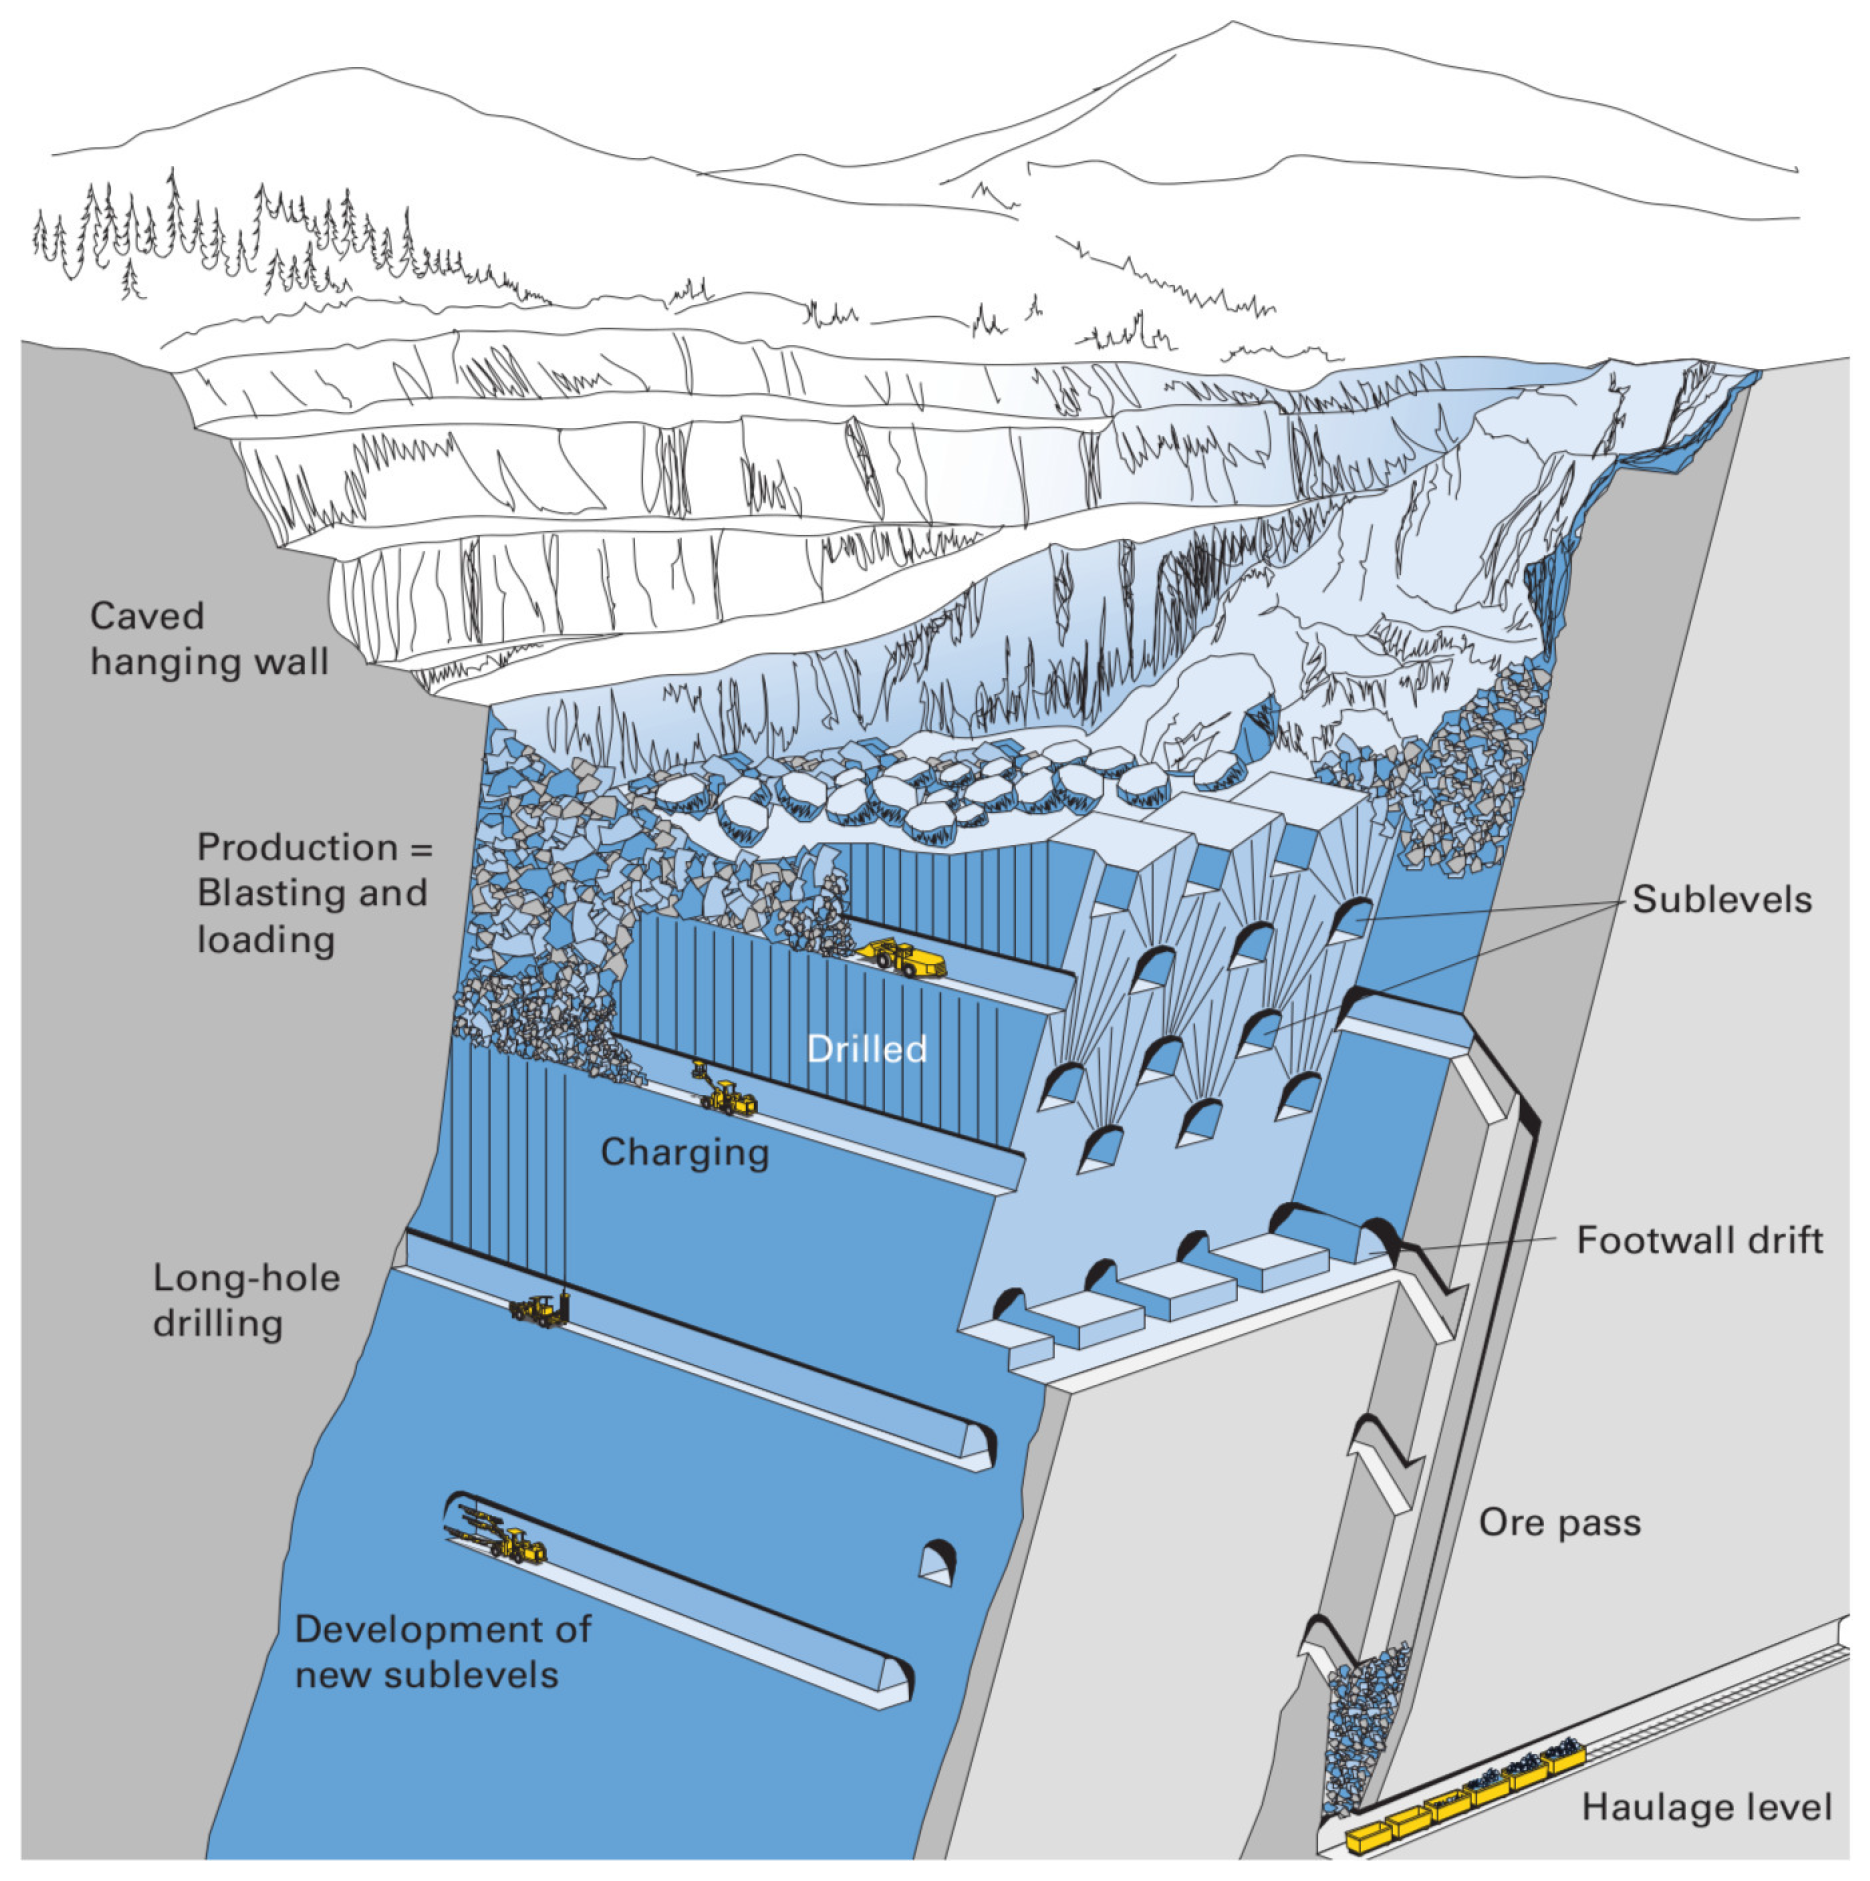 Caved
hanging wall
Production =
Blasting and
loading
Sublevels
Drilled
Charging
Footwall drift
Long-hole
drilling
Ore pass
Development of
new sublevels
Haulage level